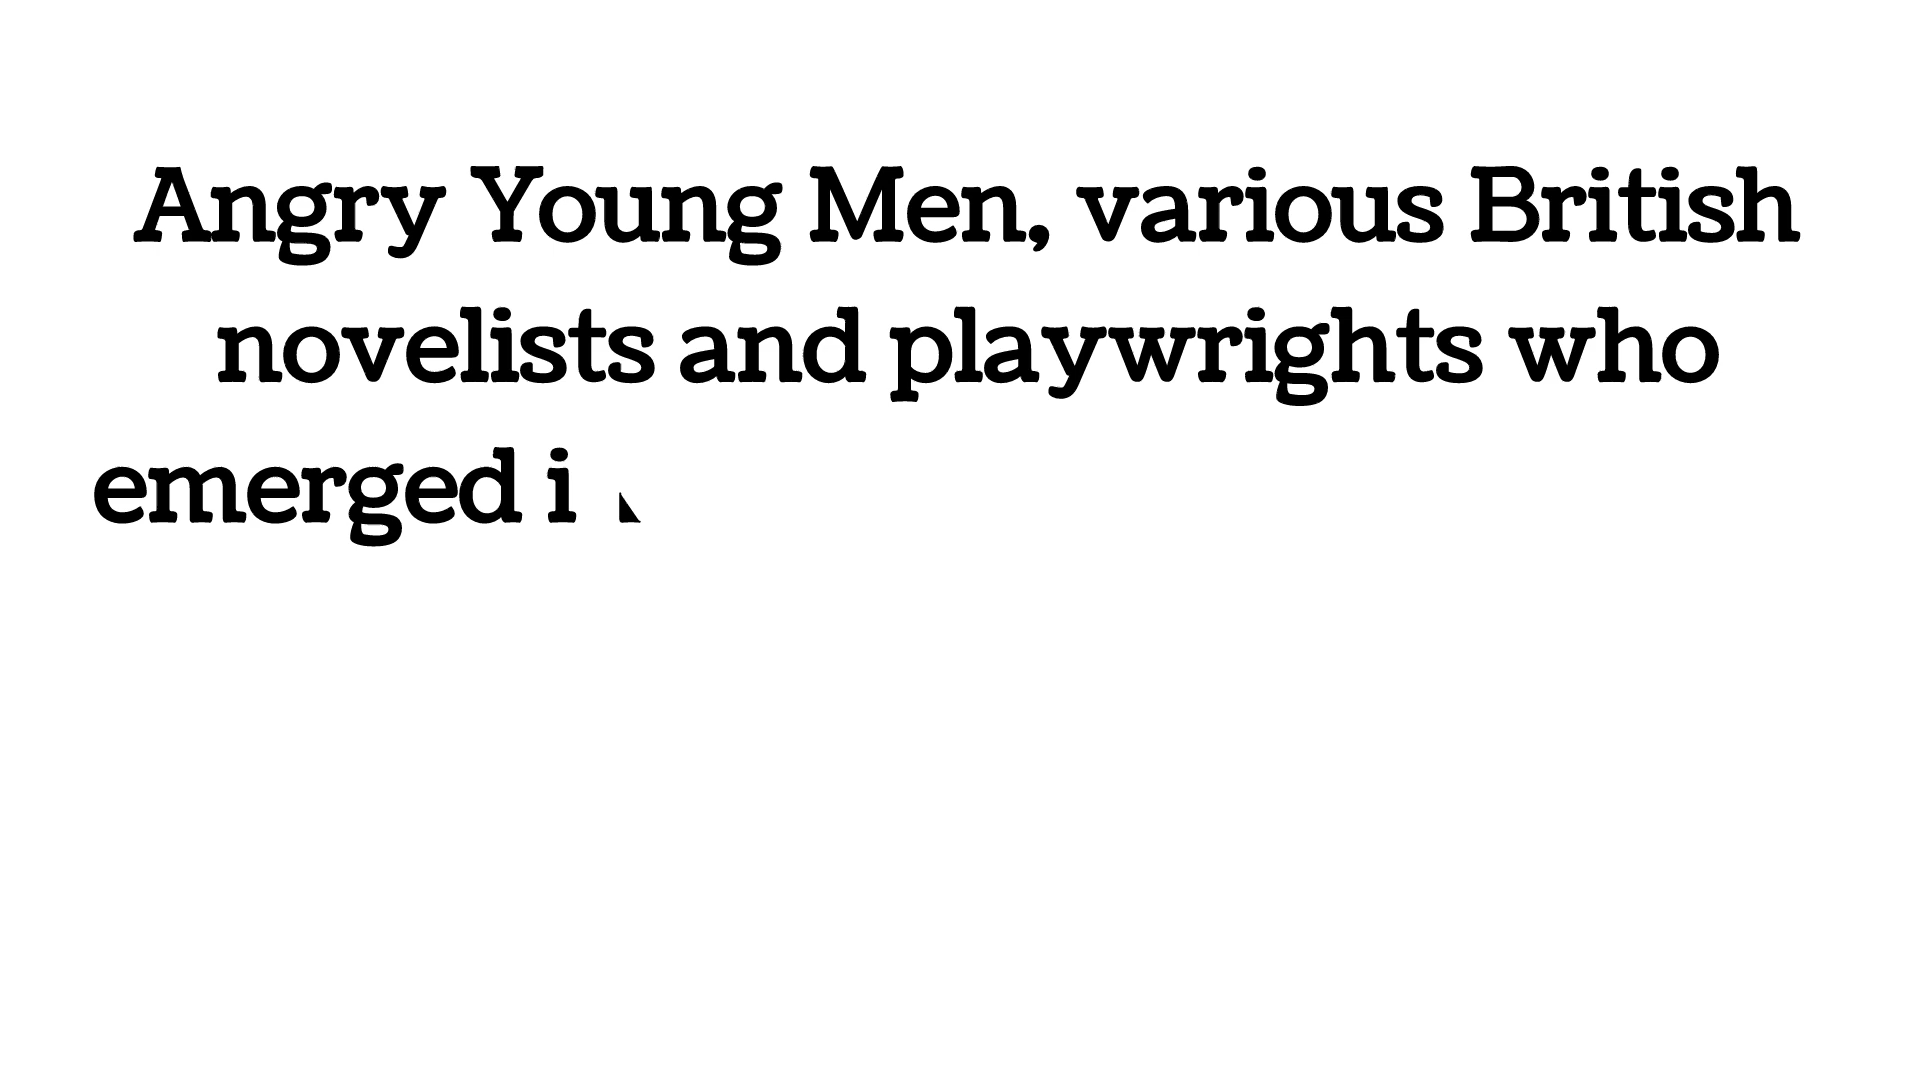 Angry Young Men, various British
novelists and playwrights who
emerged i